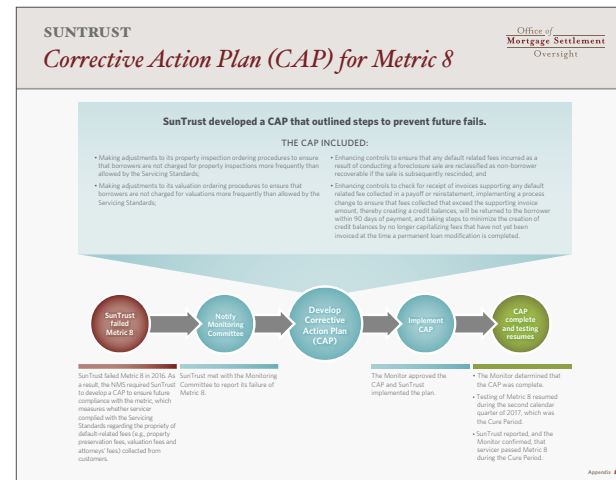 SUNTRUST
Corrective Action Plan (CAP) for Metric 8
Office of
Mortgage Settlement
Oversight
SunTrust developed a CAP that outlined steps to prevent future fails.
THE CAP INCLUDED:
• Making adjustments to its property inspection ordering procedures to ensure
that borrowers are not charged for property inspections more frequently than
allowed by the Servicing Standards;
• Making adjustments to its valuation ordering procedures to ensure that
borrowers are not charged for valuations more frequently than allowed by the
Servicing Standards;
• Enhancing controls to ensure that any default related fees incurred as a
result of conducting a foreclosure sale are reclassified as non-borrower
recoverable if the sale is subsequently rescinded; and
• Enhancing controls to check for receipt of invoices supporting any default
related fee collected in a payoff or reinstatement, implementing a process
change to ensure that fees collected that exceed the supporting invoice
amount, thereby creating a credit balances, will be returned to the borrower
within 90 days of payment, and taking steps to minimize the creation of
credit balances by no longer capitalizing fees that have not yet been
invoiced at the time a permanent loan modification is completed.
SunTrust
failed
Metric 8
Notify
Monitoring
Committee
Develop
Corrective
Action Plan
(CAP)
Implement
CAP
CAP
complete
and testing
resumes
SunTrust failed Metric 8 in 2016. As
a result, the NMS required SunTrust
to develop a CAP to ensure future
compliance with the metric, which
measures whether servicer
complied with the Servicing
Standards regarding the propriety of
default-related fees (e.g., property
preservation fees, valuation fees and
attorneys' fees) collected from
customers.
SunTrust met with the Monitoring
Committee to report its failure of
Metric 8.
The Monitor approved the
CAP and SunTrust
implemented the plan.
• The Monitor determined that
the CAP was complete.
• Testing of Metric 8 resumed
during the second calendar
quarter of 2017, which was
the Cure Period.
• SunTrust reported, and the
Monitor confirmed, that
servicer passed Metric 8
during the Cure Period.
Appendix